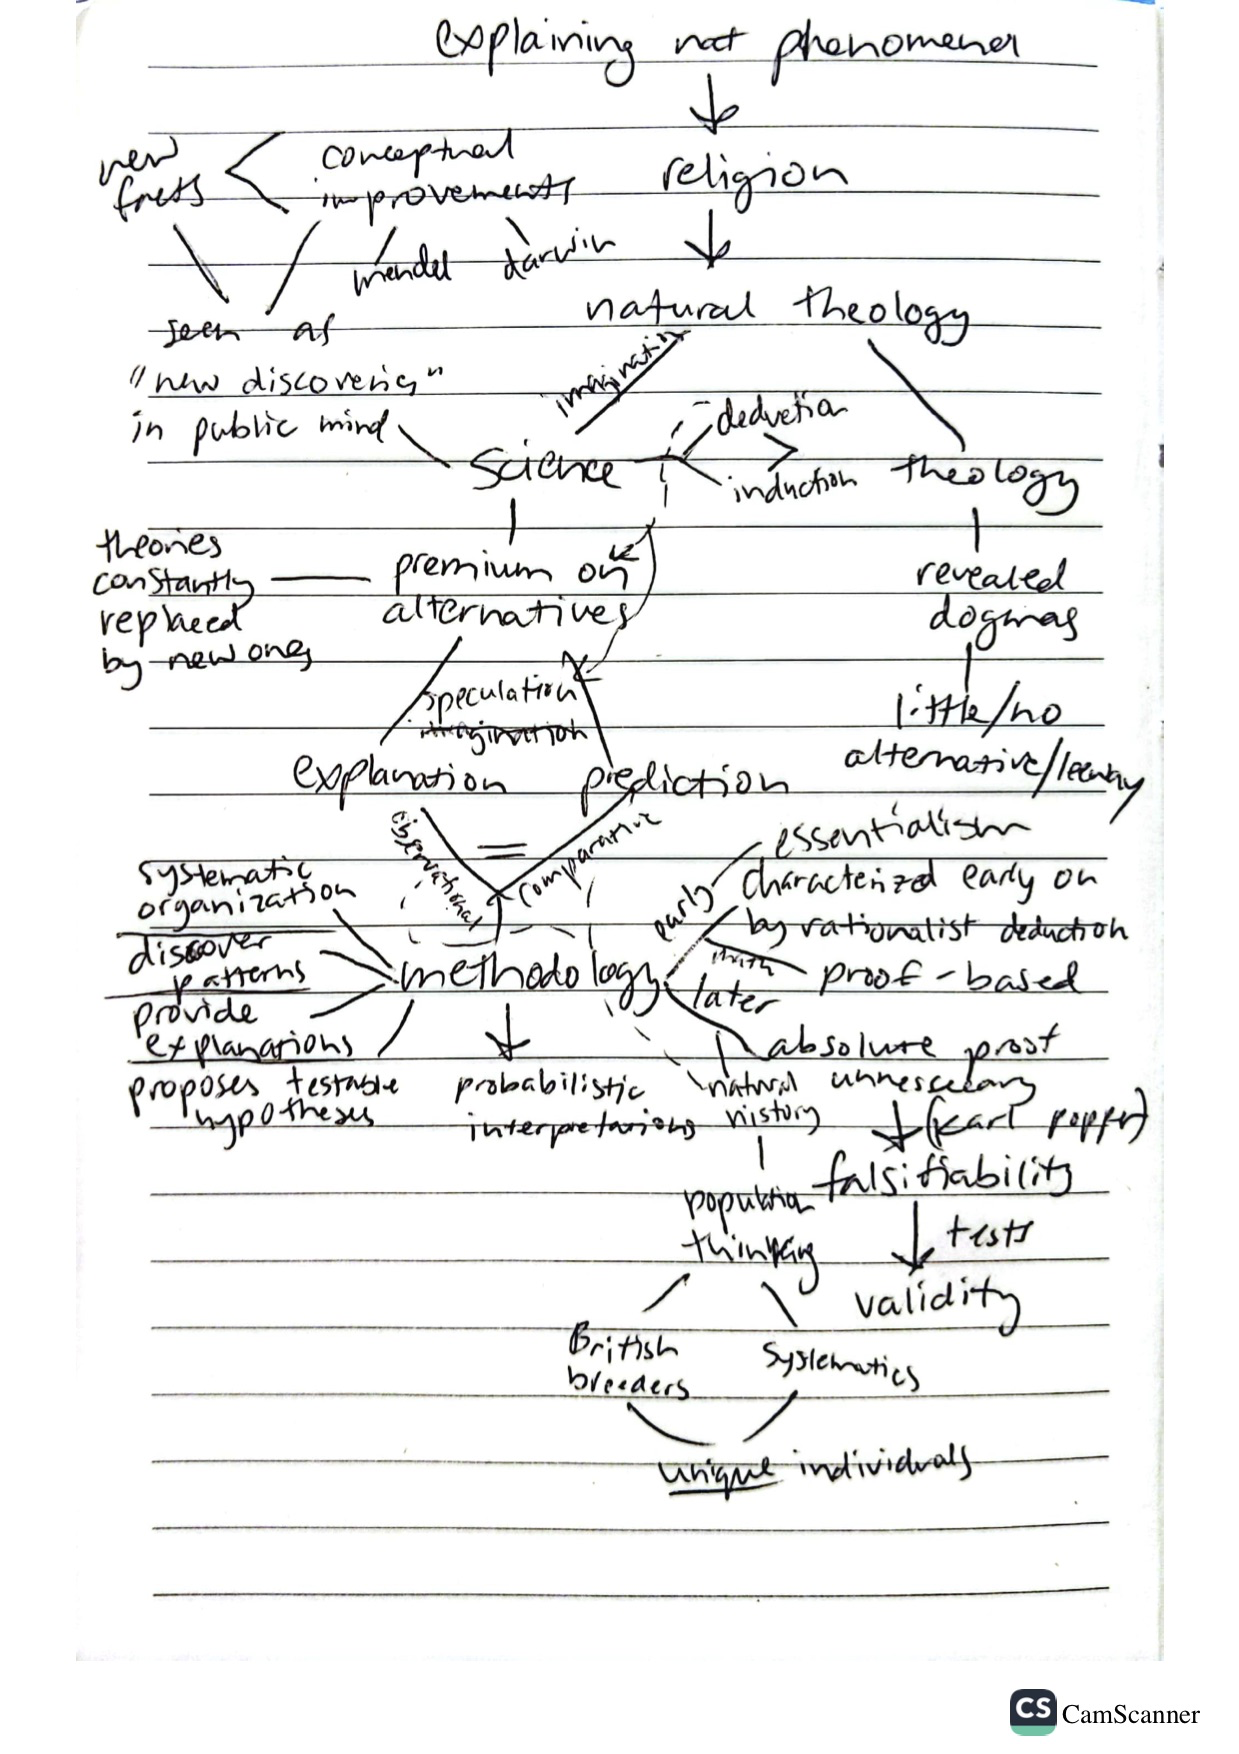 explaining nat phenomena
religion
new
facts
conceptual
improvements
mendel darwin
natural theology
seen as
"new discoveries"
in public mind
imagination
deduction
science
induction
theology
theories
constantly
replaced
by new ones
premium on
alternatives
revealed
dogmas
speculation
imagination
little/no
alternative/leeway
explanation
prediction
observational
=
comparative
essentialism
early
characterized early on
by rationalist deduction
systematic
organization
discover
patterns
provide
explanations
proposes testable
hypotheses
methodology
proof-based
later
absolute proof
unnescelary
probabilistic
interpretations
natural
history
(karl popper)
falsifiability
tests
validity
population
thinking
British
breeders
Systematics
unique individuals
CS CamScanner